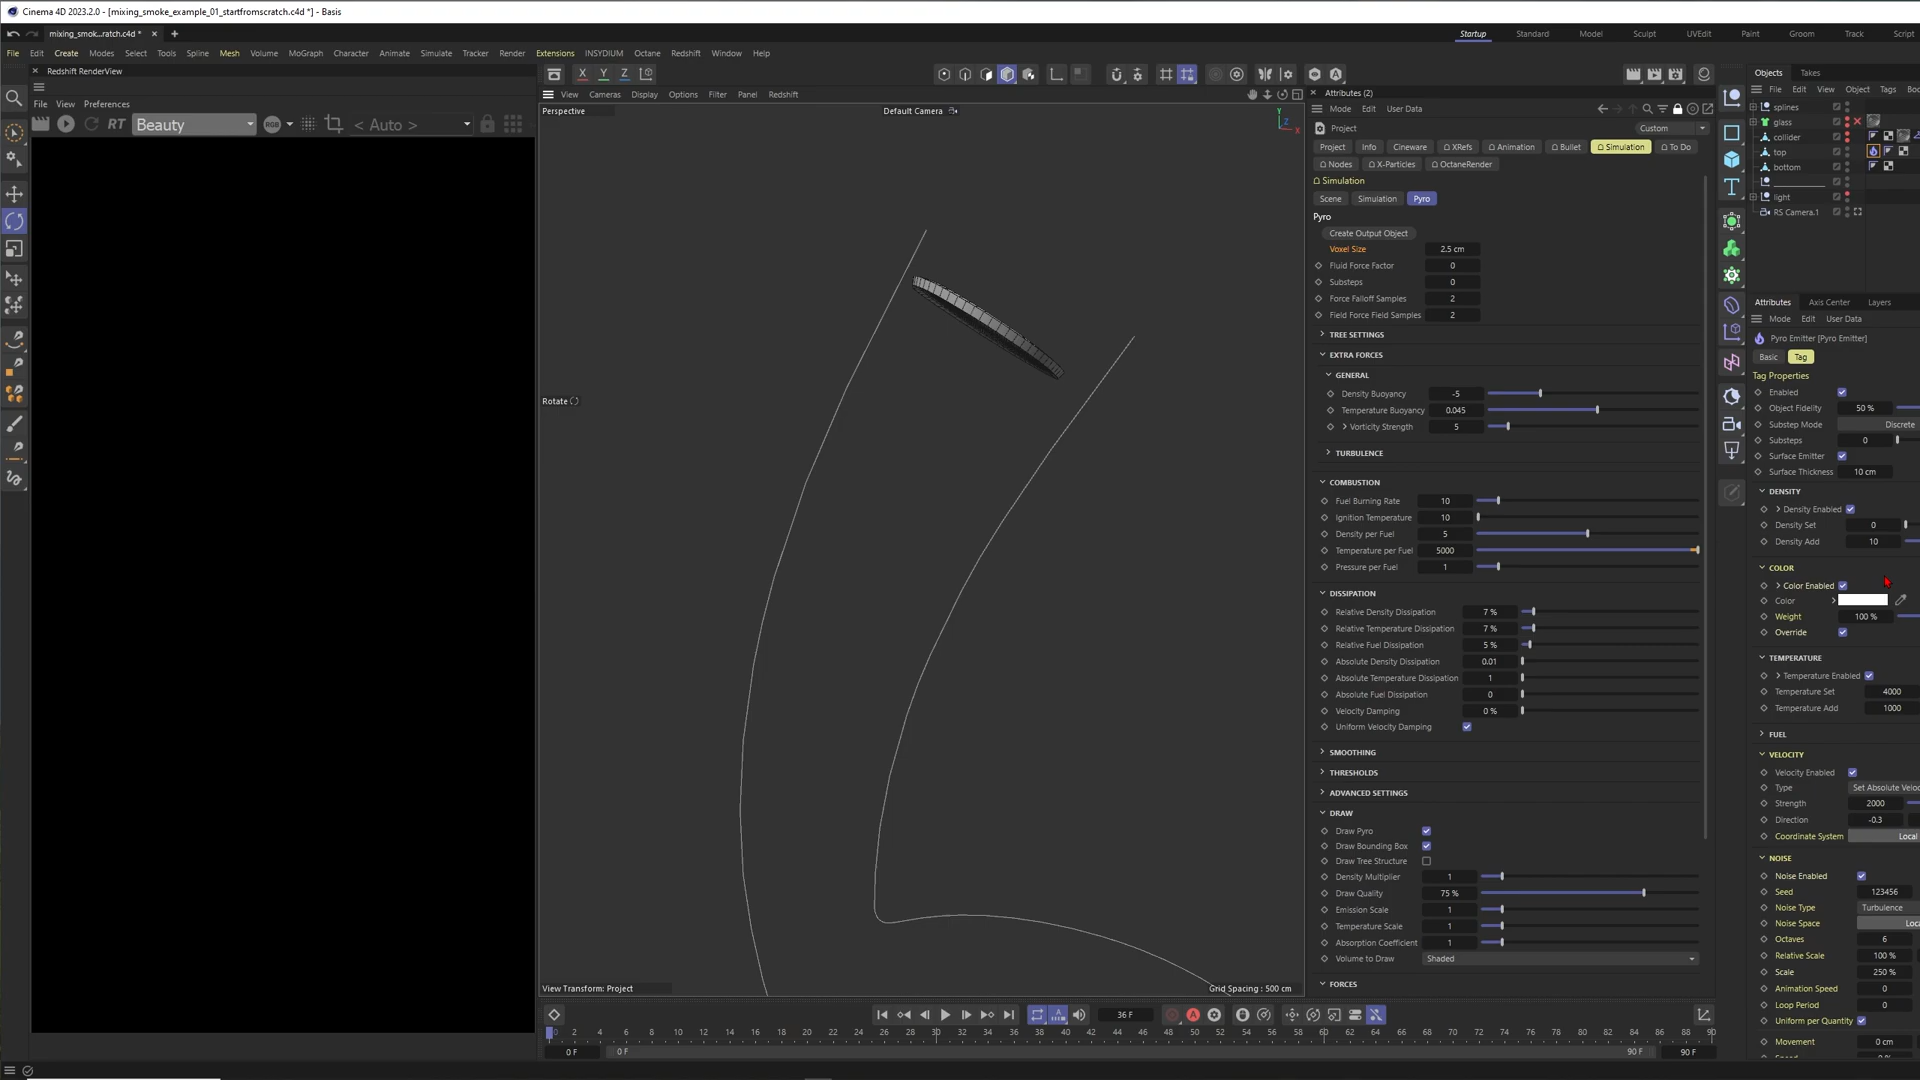 Cinema 4D 2023.2.0 - [mixing_smoke_example_01_startfromscratch.c4d *] - Basis
mixing_smok...ratch.c4d * × +
Startup Standard Model Sculpt UVEdit Paint Groom Track Script
File Edit Create Modes Select Tools Spline Mesh Volume MoGraph Character Animate Simulate Tracker Render Extensions INSYDIUM Octane Redshift Window Help
Redshift RenderView
File View Preferences
RT Beauty RGB < Auto >
X Y Z
View Cameras Display Options Filter Panel Redshift
Perspective
Default Camera
Y
Z
X
Rotate
View Transform: Project
Grid Spacing : 500 cm
Attributes (2)
Mode Edit User Data
Project
Custom
Project Info Cineware XRefs Animation Bullet Simulation To Do
Nodes X-Particles OctaneRender
Simulation
Scene Simulation Pyro
Pyro
Create Output Object
Voxel Size 2.5 cm
Fluid Force Factor 0
Substeps 0
Force Falloff Samples 2
Field Force Field Samples 2
TREE SETTINGS
EXTRA FORCES
GENERAL
Density Buoyancy -5
Temperature Buoyancy 0.045
Vorticity Strength 5
TURBULENCE
COMBUSTION
Fuel Burning Rate 10
Ignition Temperature 10
Density per Fuel 5
Temperature per Fuel 5000
Pressure per Fuel 1
DISSIPATION
Relative Density Dissipation 7 %
Relative Temperature Dissipation 7 %
Relative Fuel Dissipation 5 %
Absolute Density Dissipation 0.01
Absolute Temperature Dissipation 1
Absolute Fuel Dissipation 0
Velocity Damping 0 %
Uniform Velocity Damping
SMOOTHING
THRESHOLDS
ADVANCED SETTINGS
DRAW
Draw Pyro
Draw Bounding Box
Draw Tree Structure
Density Multiplier 1
Draw Quality 75 %
Emission Scale 1
Temperature Scale 1
Absorption Coefficient 1
Volume to Draw Shaded
FORCES
Objects Takes
File Edit View Object Tags Boo
splines
glass
collider
top
bottom
light
RS Camera.1
Attributes Axis Center Layers
Mode Edit User Data
Pyro Emitter [Pyro Emitter]
Basic Tag
Tag Properties
Enabled
Object Fidelity 50 %
Substep Mode Discrete
Substeps 0
Surface Emitter
Surface Thickness 10 cm
DENSITY
Density Enabled
Density Set 0
Density Add 10
COLOR
Color Enabled
Color
Weight 100 %
Override
TEMPERATURE
Temperature Enabled
Temperature Set 4000
Temperature Add 1000
FUEL
VELOCITY
Velocity Enabled
Type Set Absolute Veloc
Strength 2000
Direction -0.3
Coordinate System Local
NOISE
Noise Enabled
Seed 123456
Noise Type Turbulence
Noise Space Loca
Octaves 6
Relative Scale 100 %
Scale 250 %
Animation Speed 0
Loop Period 0
Uniform per Quantity
Movement 0 cm
36 F
0 2 4 6 8 10 12 14 16 18 20 22 24 26 28 30 32 34 36 38 40 42 44 46 48 50 52 54 56 58 60 62 64 66 68 70 72 74 76 78 80 82 84 86 88 90
0 F 0 F 90 F 90 F